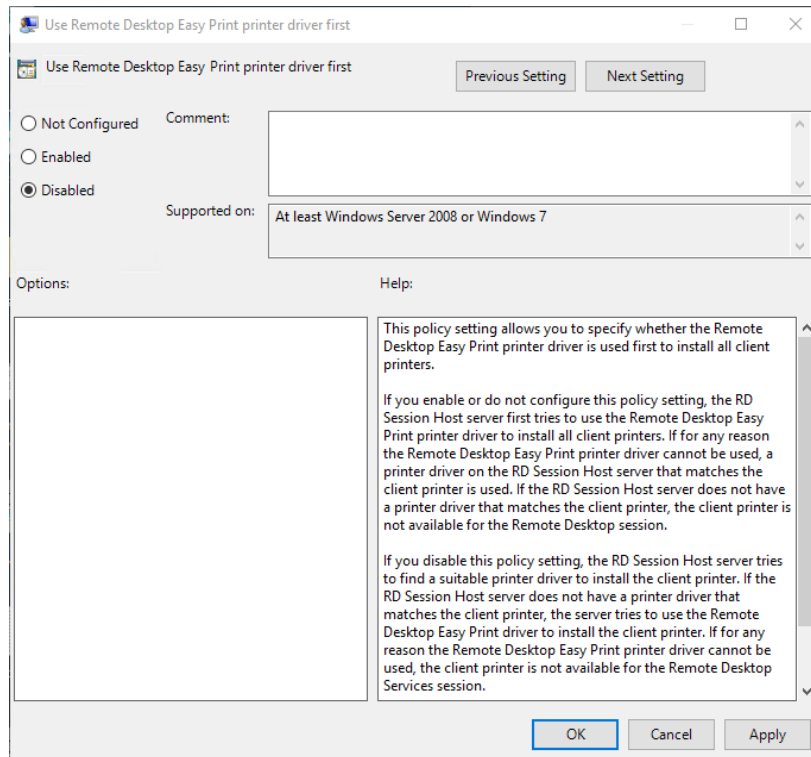 Use Remote Desktop Easy Print printer driver first
Use Remote Desktop Easy Print printer driver first
Previous Setting
Next Setting
Not Configured
Enabled
Disabled
Comment:
Supported on:
At least Windows Server 2008 or Windows 7
Options:
Help:
This policy setting allows you to specify whether the Remote
Desktop Easy Print printer driver is used first to install all client
printers.
If you enable or do not configure this policy setting, the RD
Session Host server first tries to use the Remote Desktop Easy
Print printer driver to install all client printers. If for any reason
the Remote Desktop Easy Print printer driver cannot be used, a
printer driver on the RD Session Host server that matches the
client printer is used. If the RD Session Host server does not have
a printer driver that matches the client printer, the client printer is
not available for the Remote Desktop session.
If you disable this policy setting, the RD Session Host server tries
to find a suitable printer driver to install the client printer. If the
RD Session Host server does not have a printer driver that
matches the client printer, the server tries to use the Remote
Desktop Easy Print driver to install the client printer. If for any
reason the Remote Desktop Easy Print printer driver cannot be
used, the client printer is not available for the Remote Desktop
Services session.
OK
Cancel
Apply